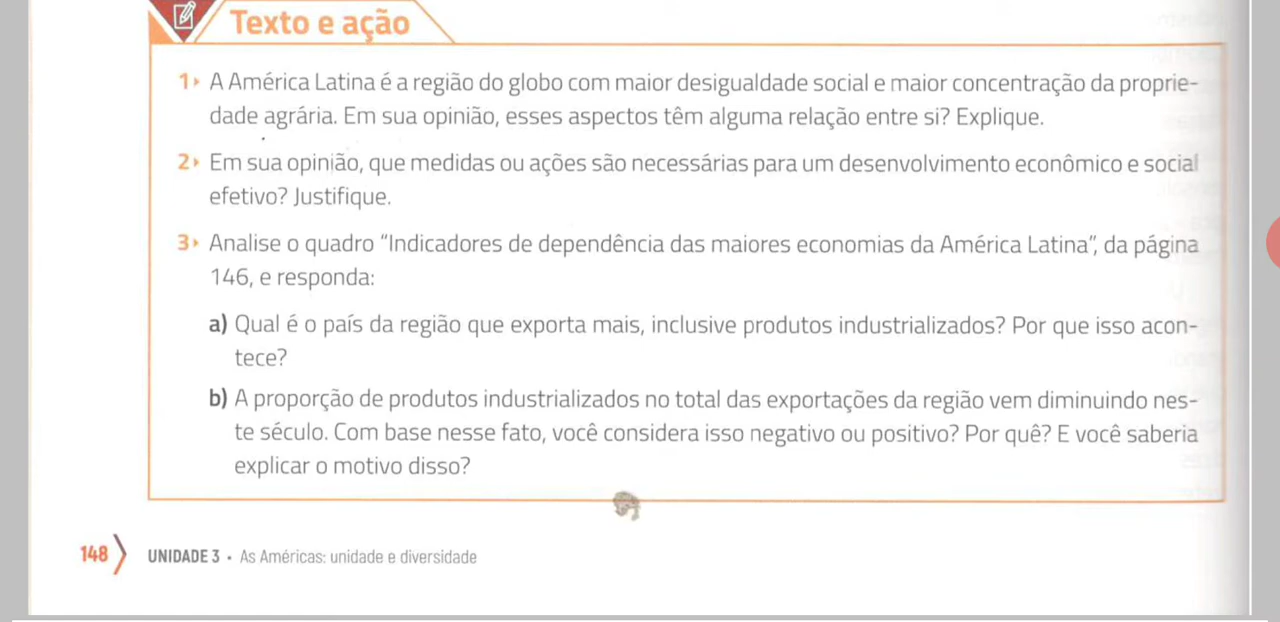 Texto e ação
1 A América Latina é a região do globo com maior desigualdade social e maior concentração da proprie-
dade agrária. Em sua opinião, esses aspectos têm alguma relação entre si? Explique.
2 Em sua opinião, que medidas ou ações são necessárias para um desenvolvimento econômico e social
efetivo? Justifique.
3 Analise o quadro “Indicadores de dependência das maiores economias da América Latina”, da página
146, e responda:
a) Qual é o país da região que exporta mais, inclusive produtos industrializados? Por que isso acon-
tece?
b) A proporção de produtos industrializados no total das exportações da região vem diminuindo nes-
te século. Com base nesse fato, você considera isso negativo ou positivo? Por quê? E você saberia
explicar o motivo disso?
148 UNIDADE 3 • As Américas: unidade e diversidade